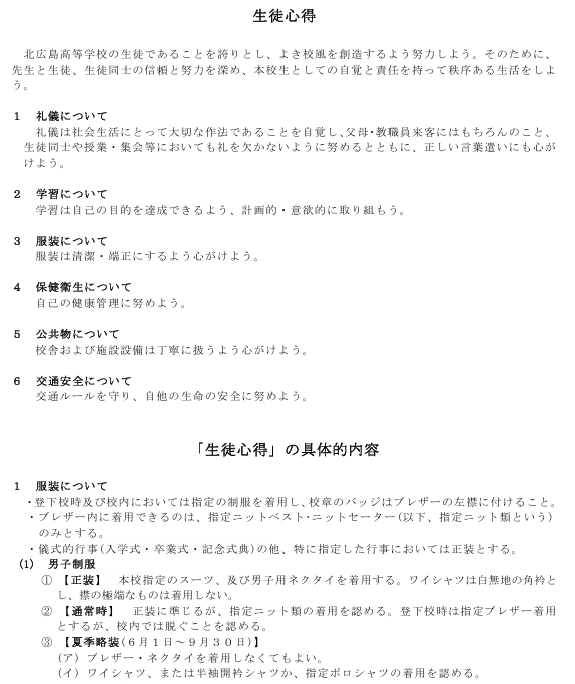 生徒心得
北広島高等学校の生徒であることを誇りとし、よき校風を創造するよう努力しよう。そのために、
先生と生徒、生徒同士の信頼と努力を深め、本校生としての自覚と責任を持って秩序ある生活をしよ
う。
1 礼儀について
礼儀は社会生活にとって大切な作法であることを自覚し、父母・教職員来客にはもちろんのこと、
生徒同士や授業・集会等においても礼を欠かないように努めるとともに、正しい言葉遣いにも心が
けよう。
2 学習について
学習は自己の目的を達成できるよう、計画的・意欲的に取り組もう。
3 服装について
服装は清潔・端正にするよう心がけよう。
4 保健衛生について
自己の健康管理に努めよう。
5 公共物について
校舎および施設設備は丁寧に扱うよう心がけよう。
6 交通安全について
交通ルールを守り、自他の生命の安全に努めよう。
「生徒心得」の具体的内容
1 服装について
・登下校時及び校内においては指定の制服を着用し、校章のバッジはブレザーの左襟に付けること。
・ブレザー内に着用できるのは、指定ニットベスト・ニットセーター(以下、指定ニット類という)
のみとする。
・儀式的行事(入学式・卒業式・記念式典)の他、特に指定した行事においては正装とする。
(1) 男子制服
① 【正装】 本校指定のスーツ、及び男子用ネクタイを着用する。ワイシャツは白無地の角衿と
し、襟の極端なものは着用しない。
② 【通常時】 正装に準じるが、指定ニット類の着用を認める。登下校時は指定ブレザー着用
とするが、校内では脱ぐことを認める。
③ 【夏季略装(6月1日～9月30日)】
(ア) ブレザー・ネクタイを着用しなくてもよい。
(イ) ワイシャツ、または半袖開衿シャツか、指定ポロシャツの着用を認める。